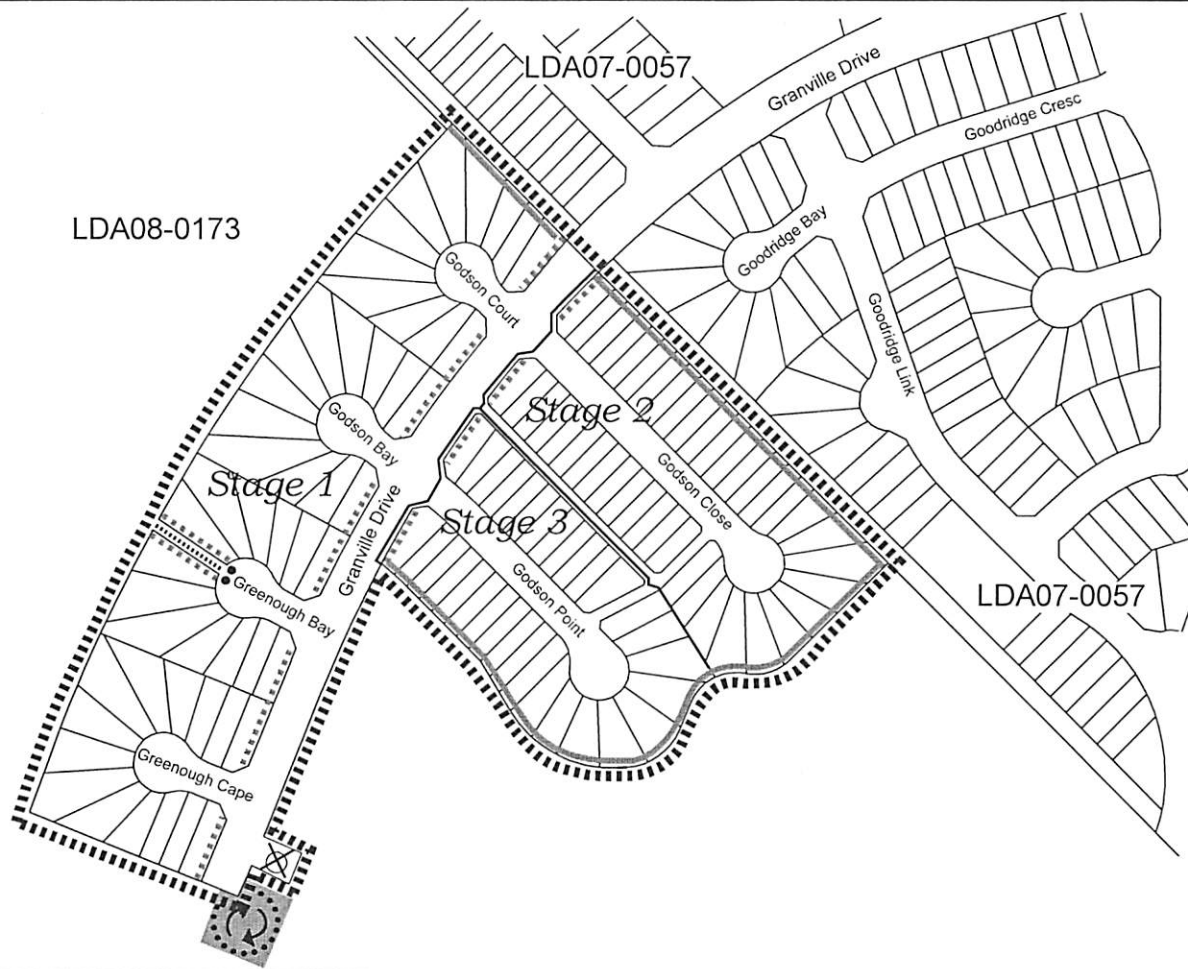 LDA07-0057
Granville Drive
Goodridge Cresc
LDA08-0173
Goodridge Bay
Godson Court
Goodridge Link
Stage 2
Godson Bay
Stage 1
Godson Close
Granville Drive
Stage 3
Greenough Bay
Godson Point
LDA07-0057
Greenough Cape